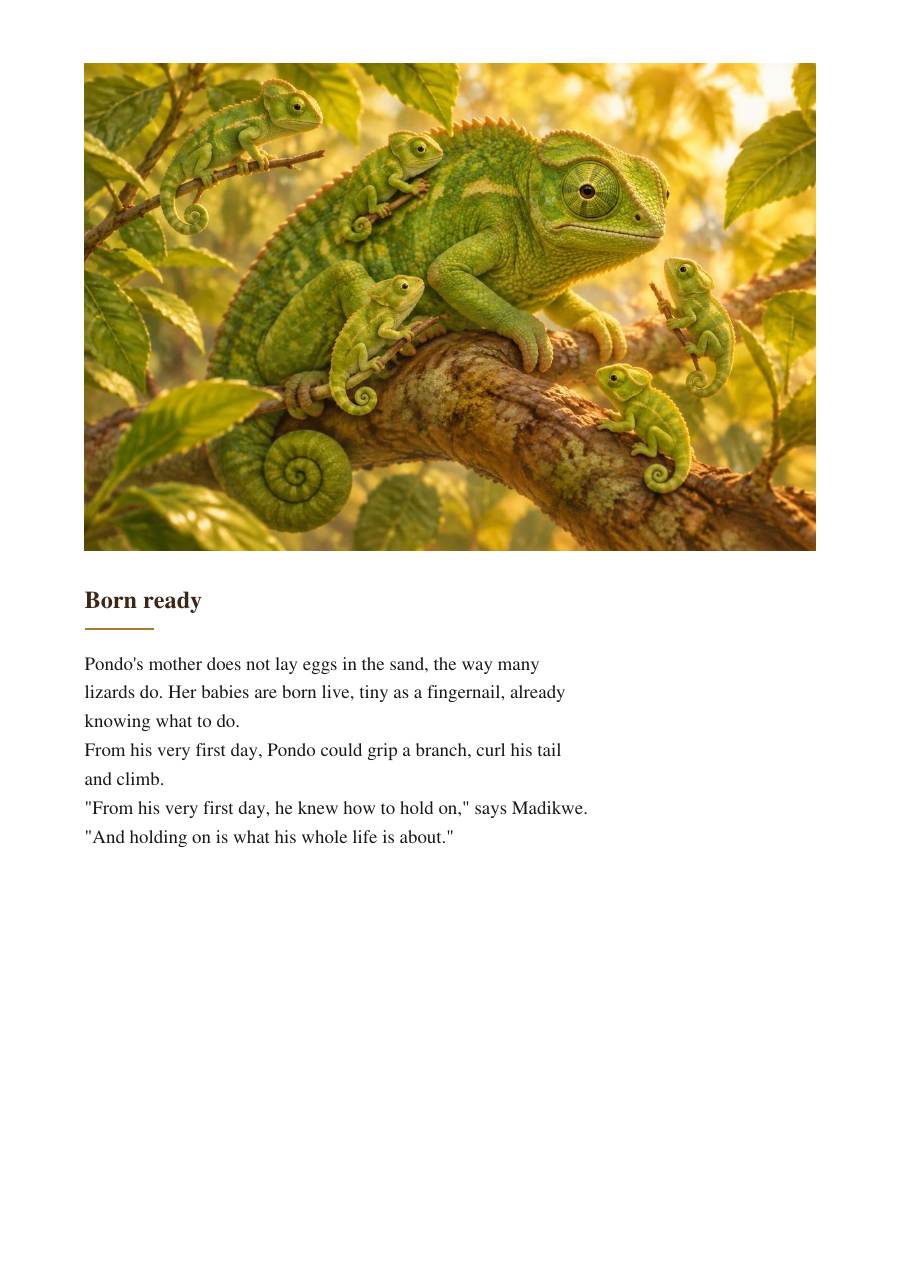 Born ready
Pondo's mother does not lay eggs in the sand, the way many
lizards do. Her babies are born live, tiny as a fingernail, already
knowing what to do.
From his very first day, Pondo could grip a branch, curl his tail
and climb.
"From his very first day, he knew how to hold on," says Madikwe.
"And holding on is what his whole life is about."